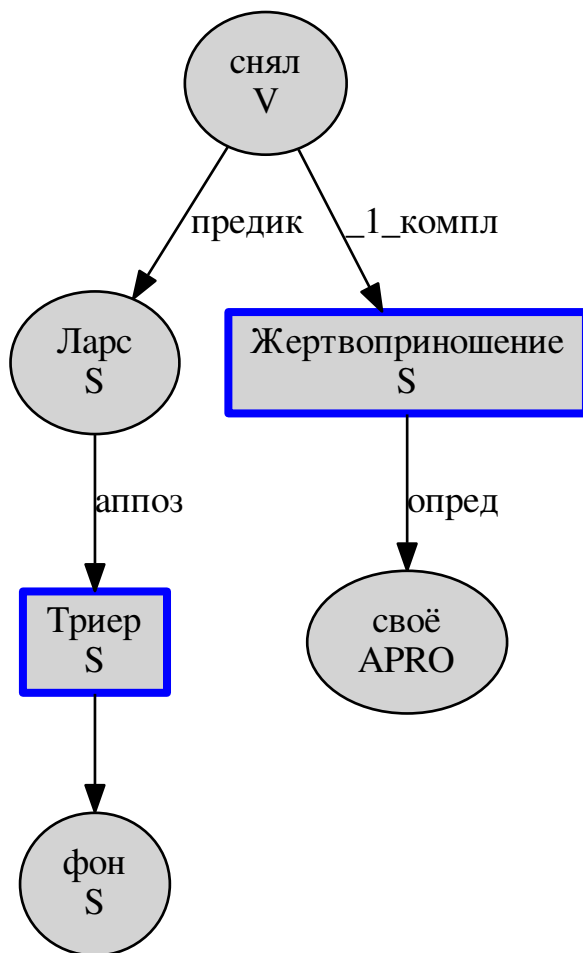 снял
V
предик
_1_компл
Ларс
S
Жертвоприношение
S
аппоз
опред
Триер
S
своё
APRO
фон
S